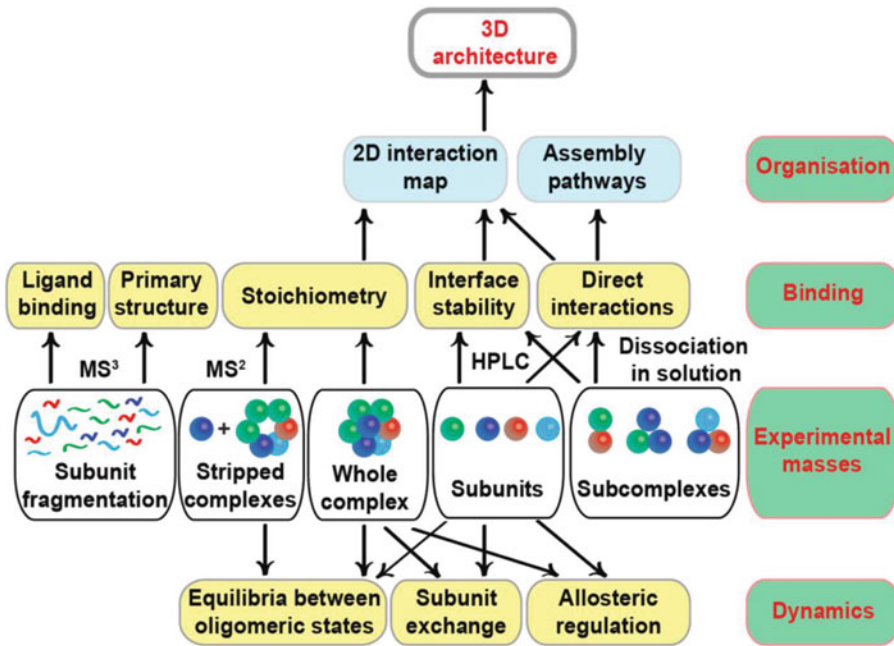 3D
architecture
2D interaction
map
Assembly
pathways
Organisation
Ligand
binding
Primary
structure
Stoichiometry
Interface
stability
Direct
interactions
Binding
MS³
MS²
HPLC
Dissociation
in solution
+
Subunit
fragmentation
Stripped
complexes
Whole
complex
Subunits
Subcomplexes
Experimental
masses
Equilibria between
oligomeric states
Subunit
exchange
Allosteric
regulation
Dynamics